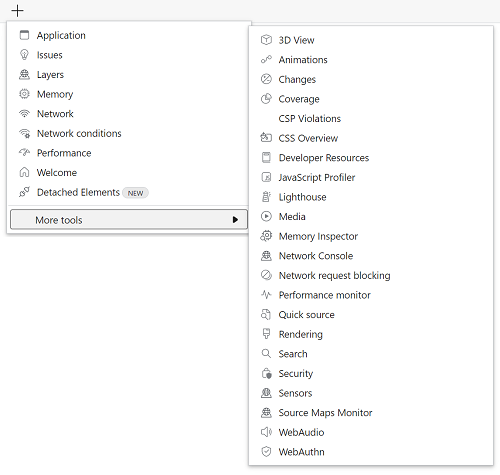 Application
Issues
Layers
Memory
Network
Network conditions
Performance
Welcome
Detached Elements NEW
More tools
3D View
Animations
Changes
Coverage
CSP Violations
CSS Overview
Developer Resources
JavaScript Profiler
Lighthouse
Media
Memory Inspector
Network Console
Network request blocking
Performance monitor
Quick source
Rendering
Search
Security
Sensors
Source Maps Monitor
WebAudio
WebAuthn